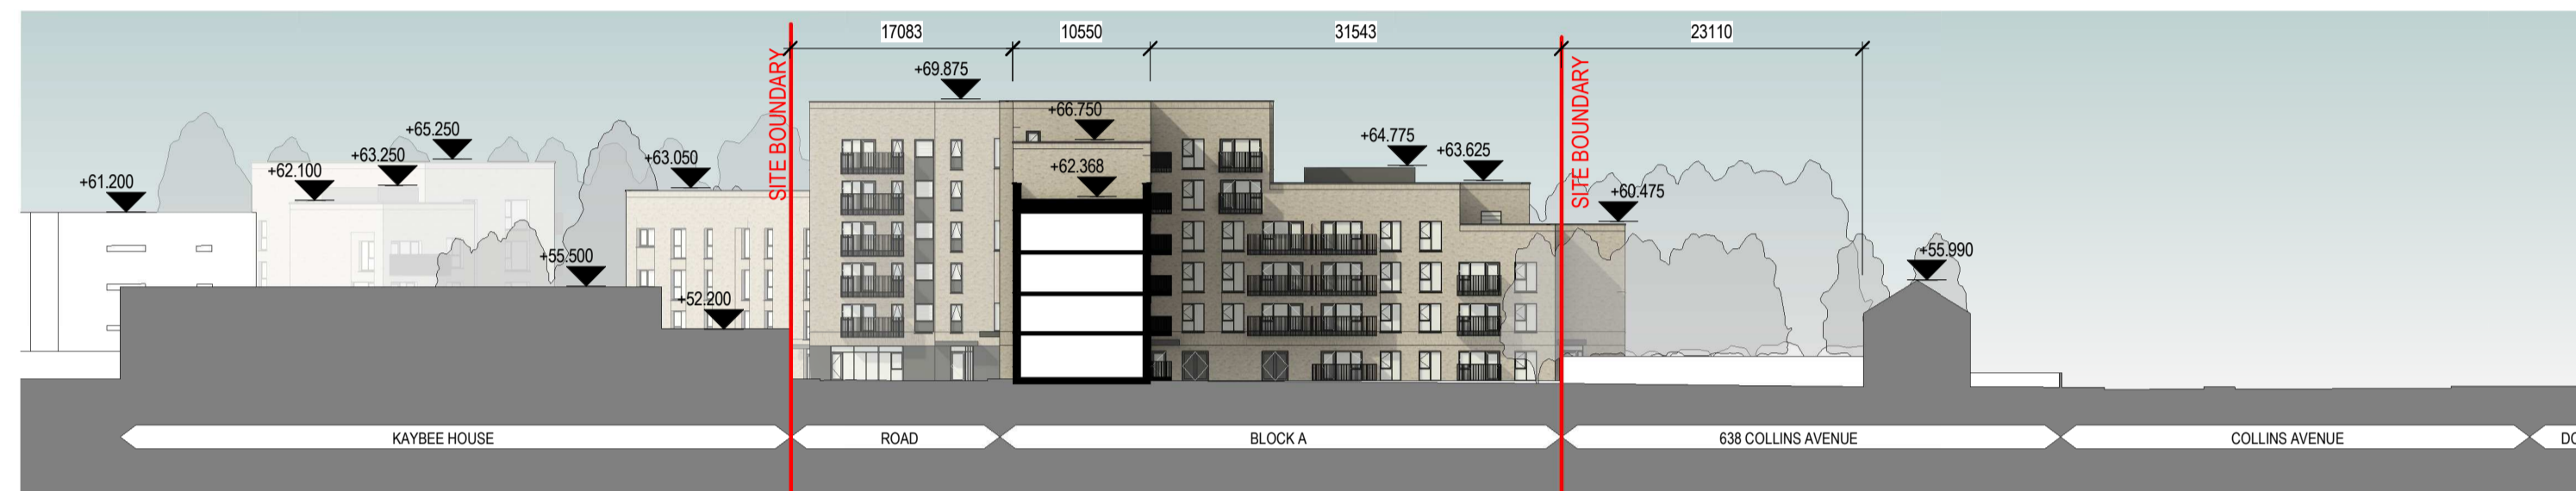 17083
10550
31543
23110
SITE BOUNDARY
SITE BOUNDARY
+69.875
+66.750
+65.250
+64.775
+63.625
+63.250
+63.050
+62.100
+62.368
+61.200
+60.475
+55.500
+55.990
+52.200
KAYBEE HOUSE
ROAD
BLOCK A
638 COLLINS AVENUE
COLLINS AVENUE